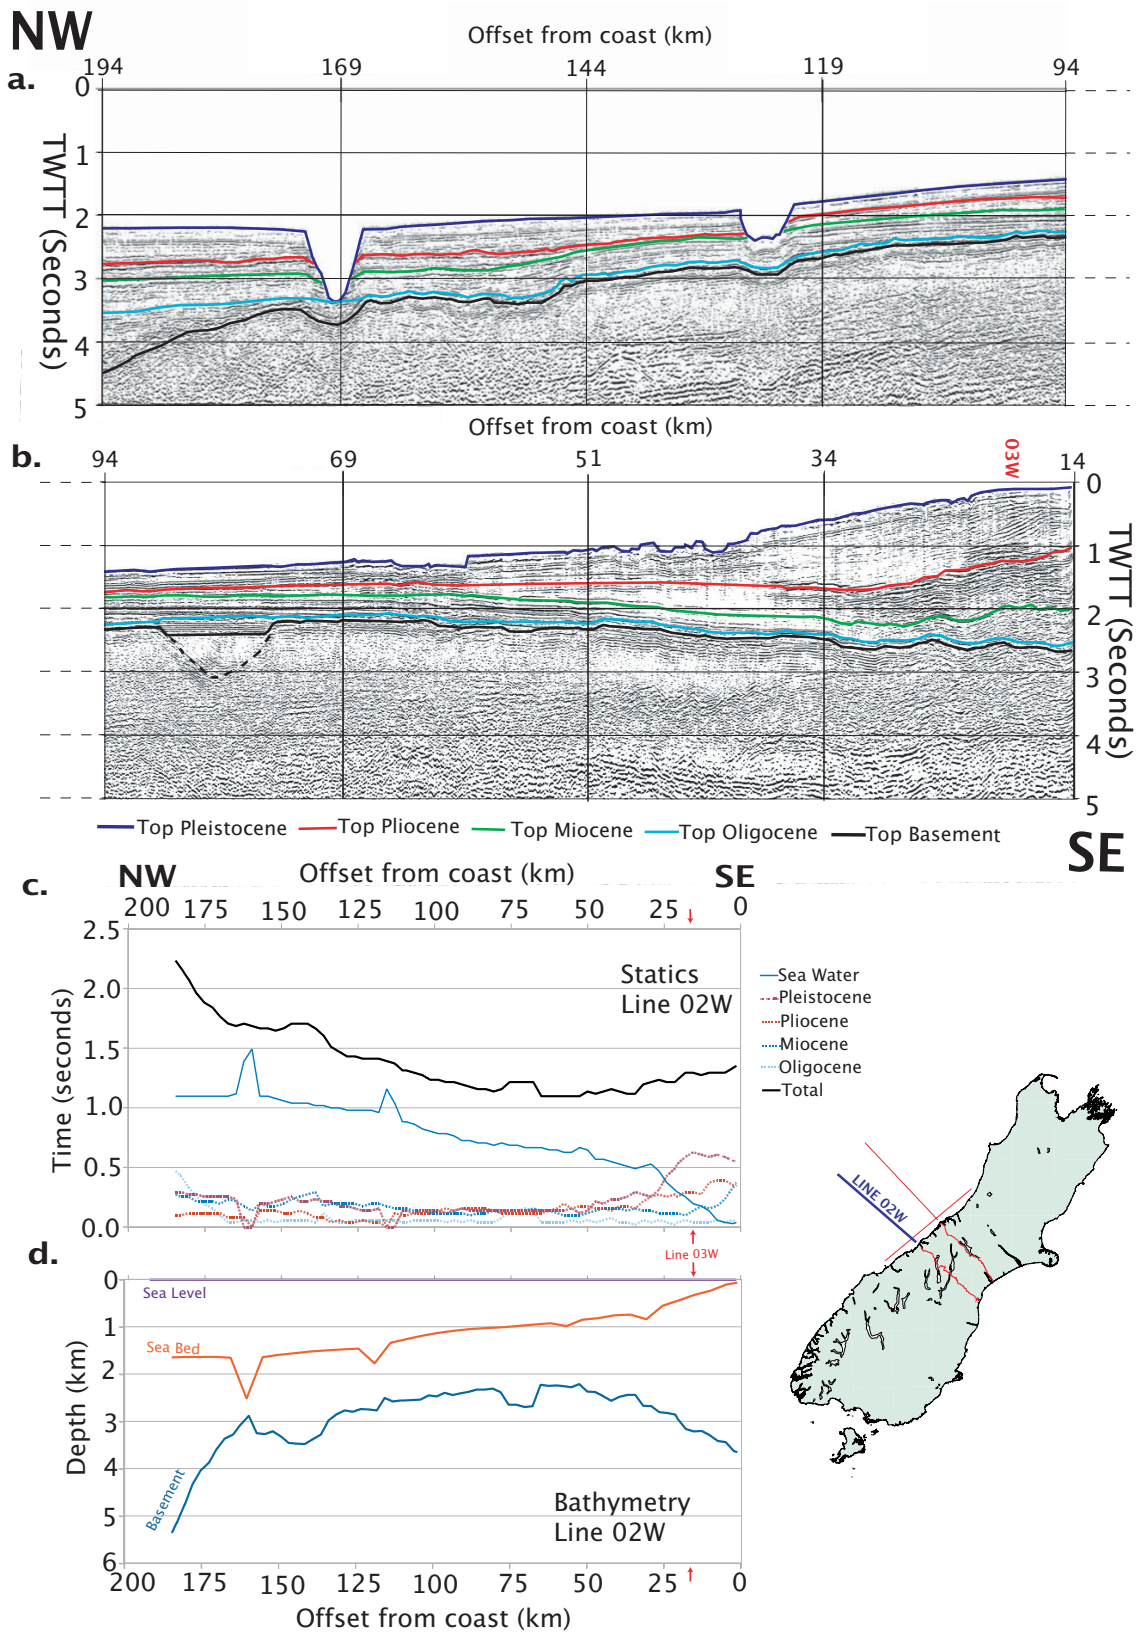 NW
Offset from coast (km)
194 169 144 119 94
a.
0
1
2
3
4
5
TWTT (Seconds)
Offset from coast (km)
b.
94 69 51 34 03W 14
0
1
2
3
4
5
TWTT (Seconds)
Top Pleistocene Top Pliocene Top Miocene Top Oligocene Top Basement
SE
c.
NW Offset from coast (km) SE
200 175 150 125 100 75 50 25 0
2.5
2.0
1.5
1.0
0.5
0.0
Time (seconds)
Statics
Line 02W
Sea Water
Pleistocene
Pliocene
Miocene
Oligocene
Total
LINE 02W
d.
Line 03W
0
1
2
3
4
5
6
Depth (km)
Sea Level
Sea Bed
Basement
Bathymetry
Line 02W
200 175 150 125 100 75 50 25 0
Offset from coast (km)